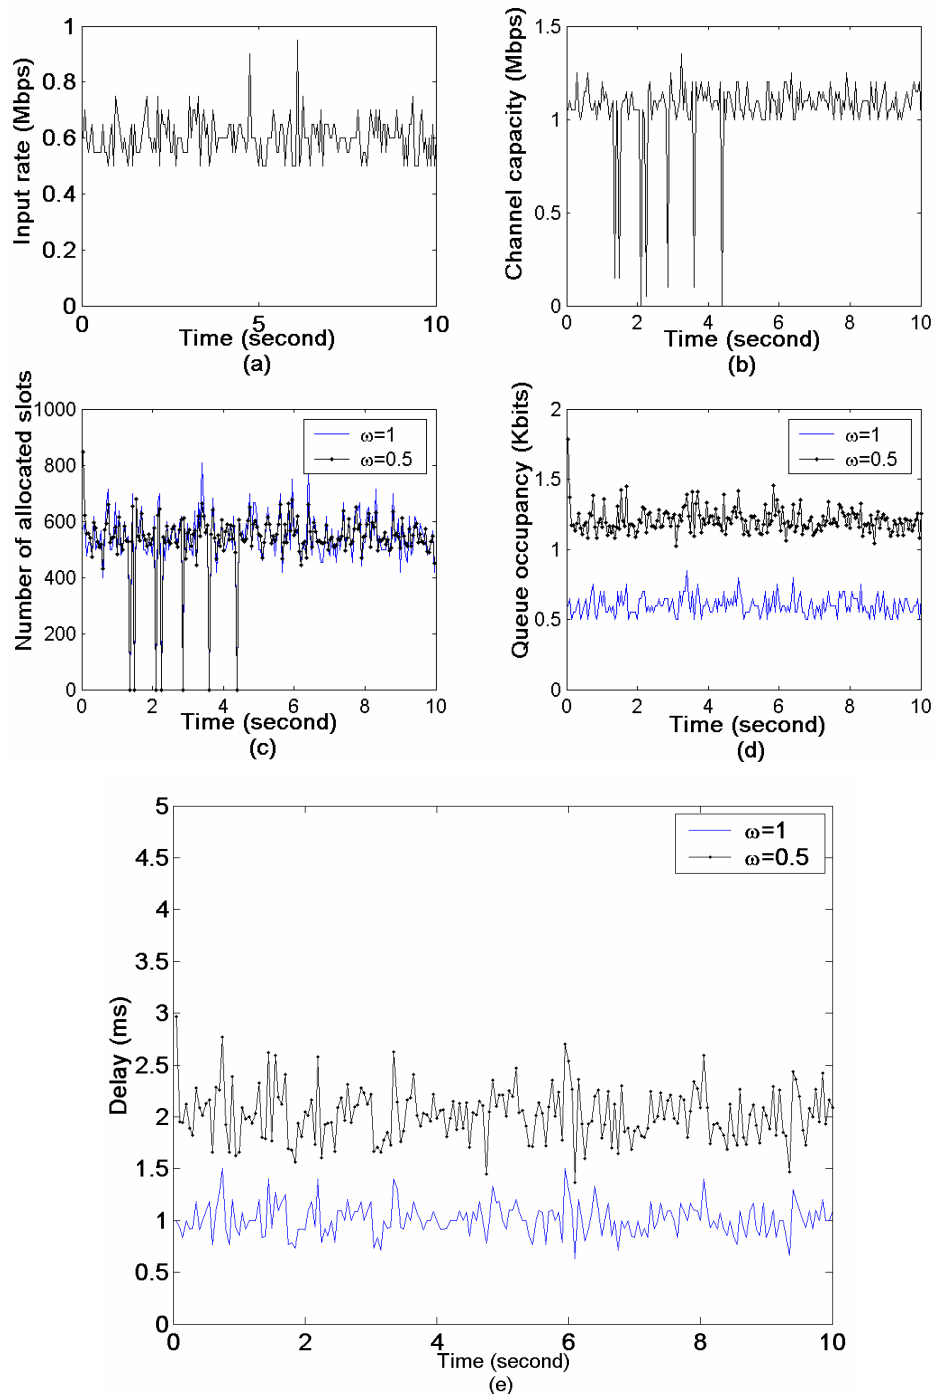 Input rate (Mbps)
1
0.8
0.6
0.4
0.2
0
0
5
10
Time (second)
(a)
Channel capacity (Mbps)
1.5
1
0.5
0
0
2
4
6
8
10
Time (second)
(b)
Number of allocated slots
1000
800
600
400
200
0
ω=1
ω=0.5
0
2
4
6
8
10
Time (second)
(c)
Queue occupancy (Kbits)
2
1.5
1
0.5
0
ω=1
ω=0.5
0
2
4
6
8
10
Time (second)
(d)
Delay (ms)
5
4.5
4
3.5
3
2.5
2
1.5
1
0.5
0
ω=1
ω=0.5
0
2
4
6
8
10
Time (second)
(e)